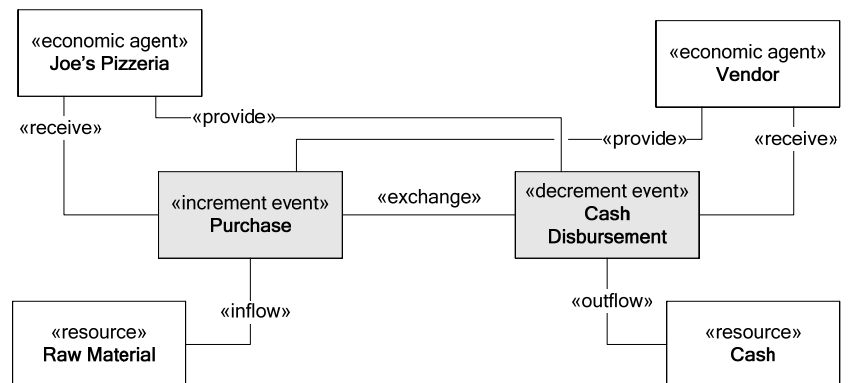 «economic agent»
Joe's Pizzeria
«economic agent»
Vendor
«receive»
«provide»
«provide»
«receive»
«increment event»
Purchase
«exchange»
«decrement event»
Cash
Disbursement
«inflow»
«outflow»
«resource»
Raw Material
«resource»
Cash